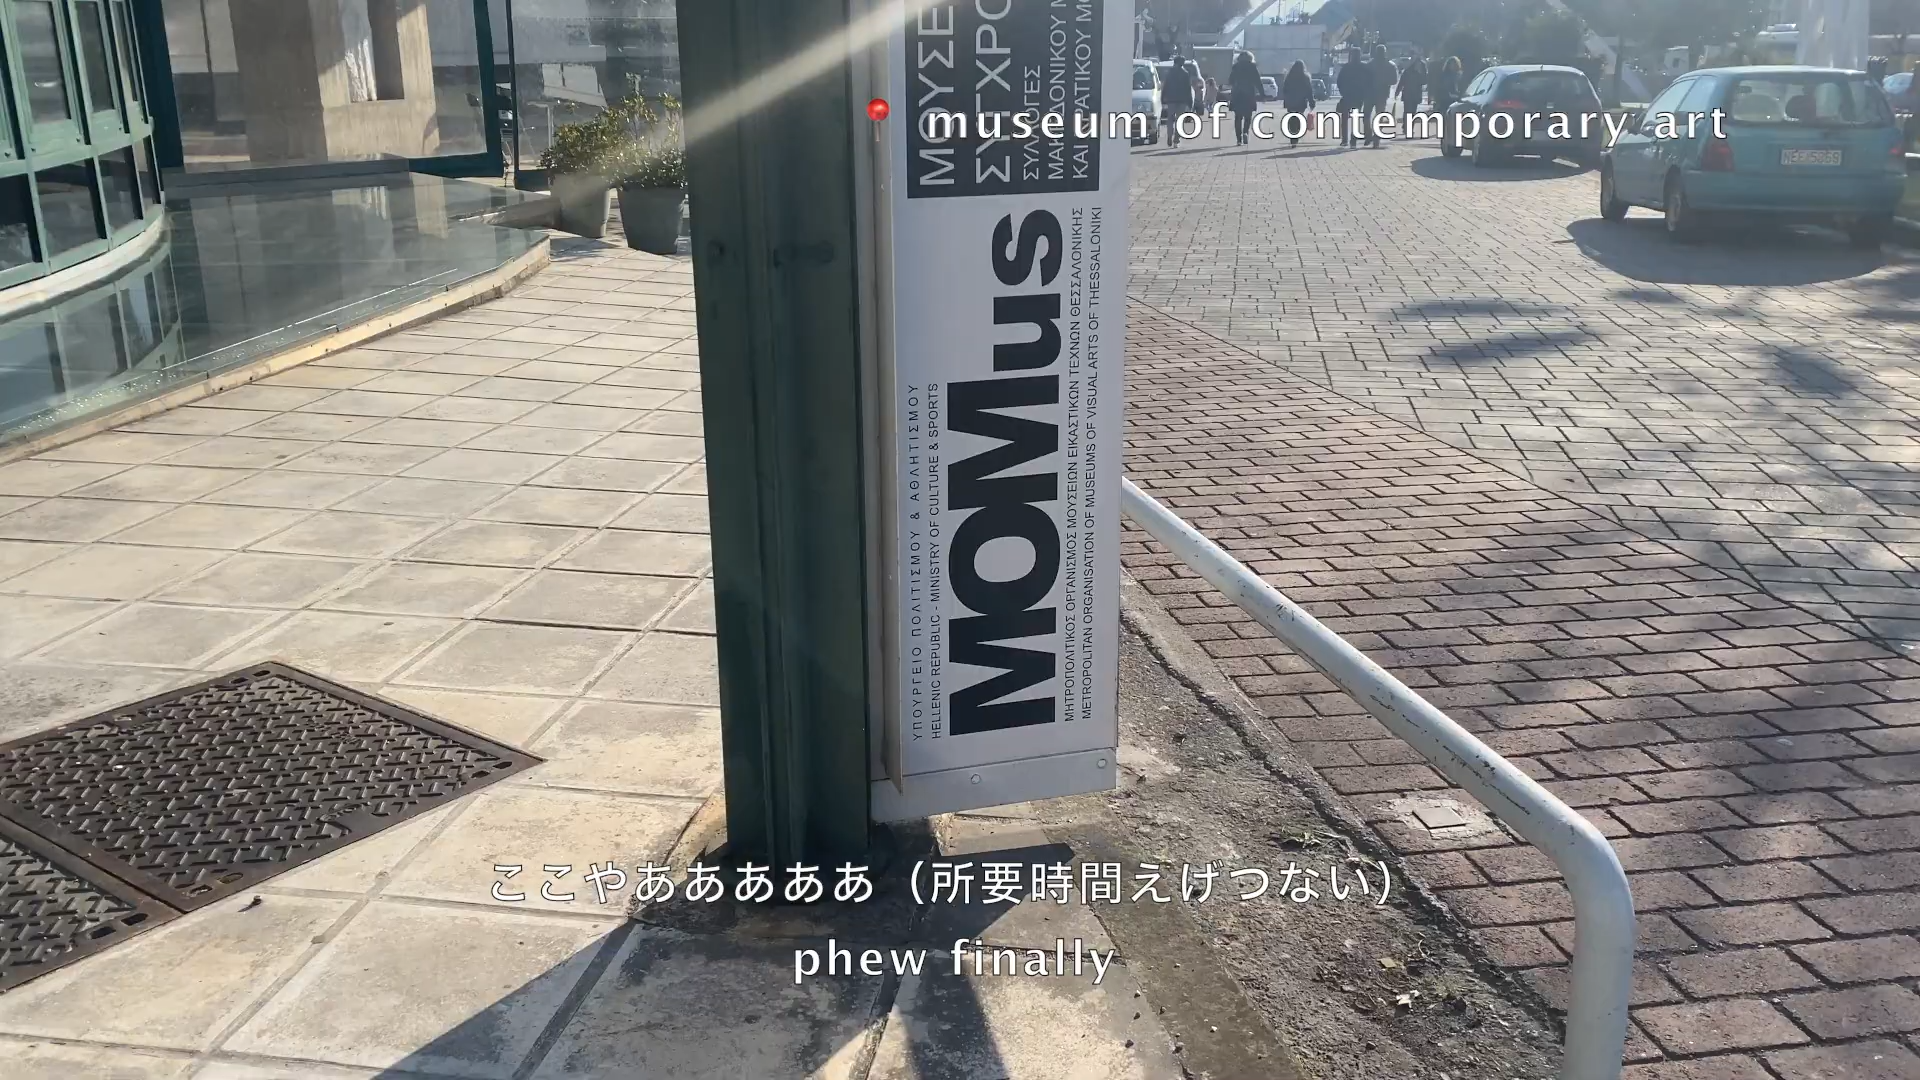 ΜΟΥΣΕ
ΣΥΓΧΡΟ
ΣΥΛΛΟΓΕΣ
ΜΑΚΕΔΟΝΙΚΟΥ
ΚΑΙ ΚΡΑΤΙΚΟΥ
museum of contemporary art
ΥΠΟΥΡΓΕΙΟ ΠΟΛΙΤΙΣΜΟΥ & ΑΘΛΗΤΙΣΜΟΥ
HELLENIC REPUBLIC - MINISTRY OF CULTURE & SPORTS
MOMus
ΜΗΤΡΟΠΟΛΙΤΙΚΟΣ ΟΡΓΑΝΙΣΜΟΣ ΜΟΥΣΕΙΩΝ ΕΙΚΑΣΤΙΚΩΝ ΤΕΧΝΩΝ ΘΕΣΣΑΛΟΝΙΚΗΣ
METROPOLITAN ORGANISATION OF MUSEUMS OF VISUAL ARTS OF THESSALONIKI
ここやあああああ（所要時間えげつない）
phew finally